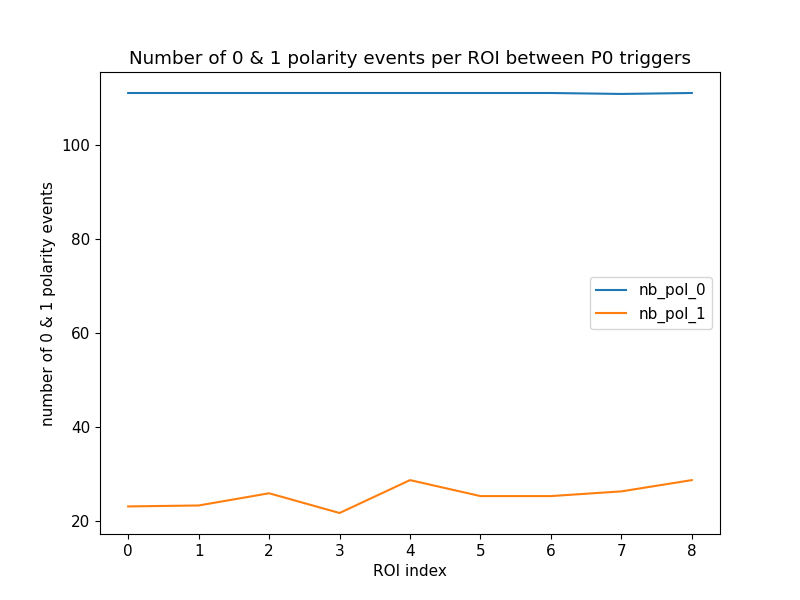 Number of 0 & 1 polarity events per ROI between P0 triggers
number of 0 & 1 polarity events
100
80
60
40
20
nb_pol_0
nb_pol_1
0 1 2 3 4 5 6 7 8
ROI index